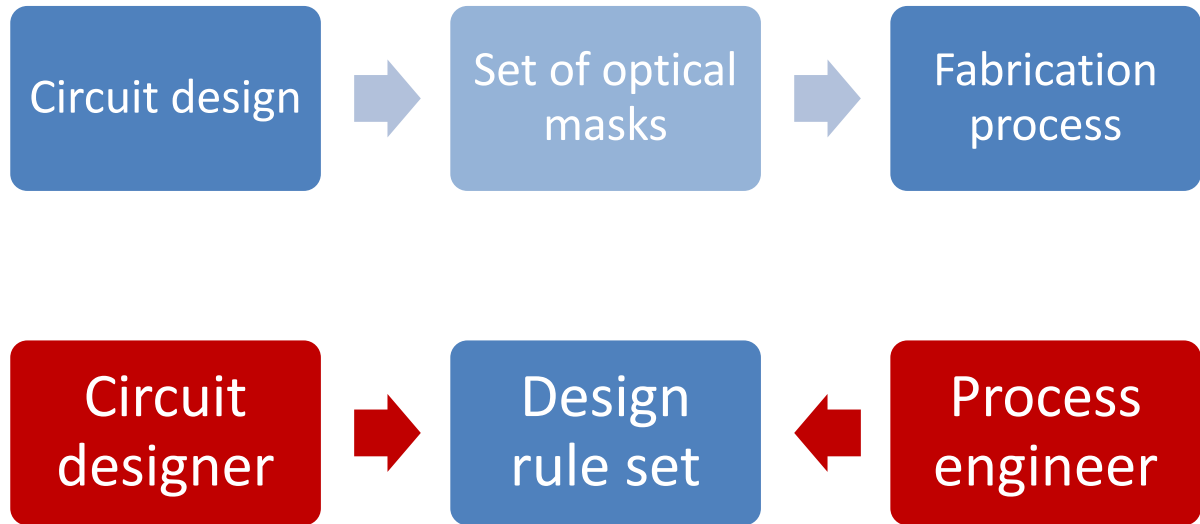 Circuit design
Set of optical
masks
Fabrication
process
Circuit
designer
Design
rule set
Process
engineer